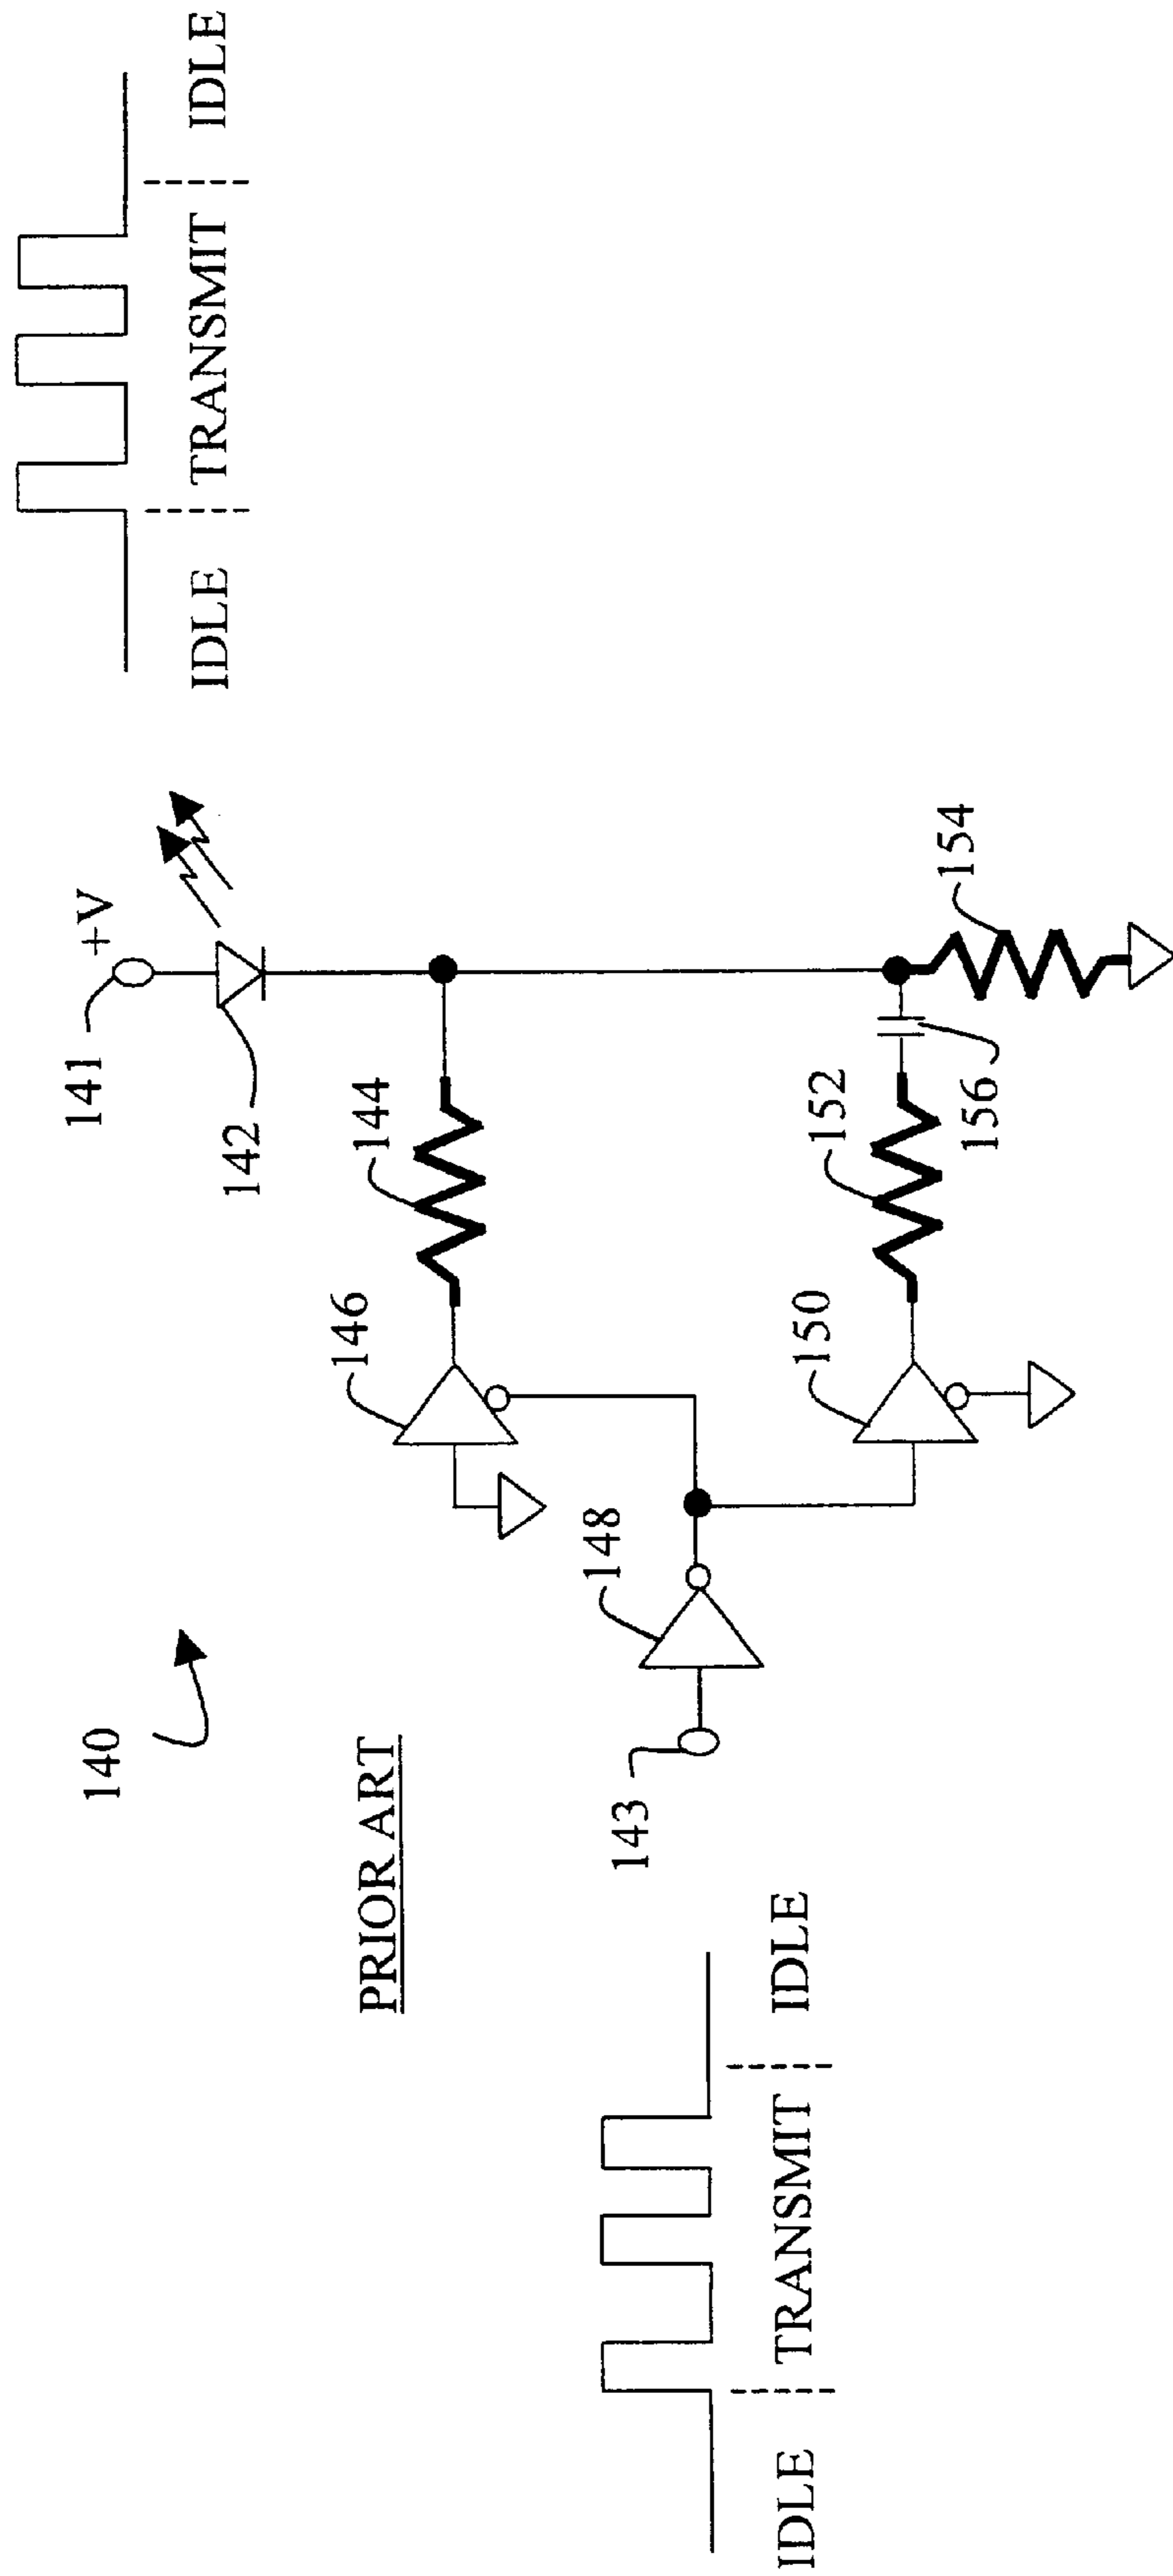 140
PRIOR ART
141
+V
142
144
146
148
143
150
152
156
154
IDLE
TRANSMIT
IDLE
IDLE
TRANSMIT
IDLE